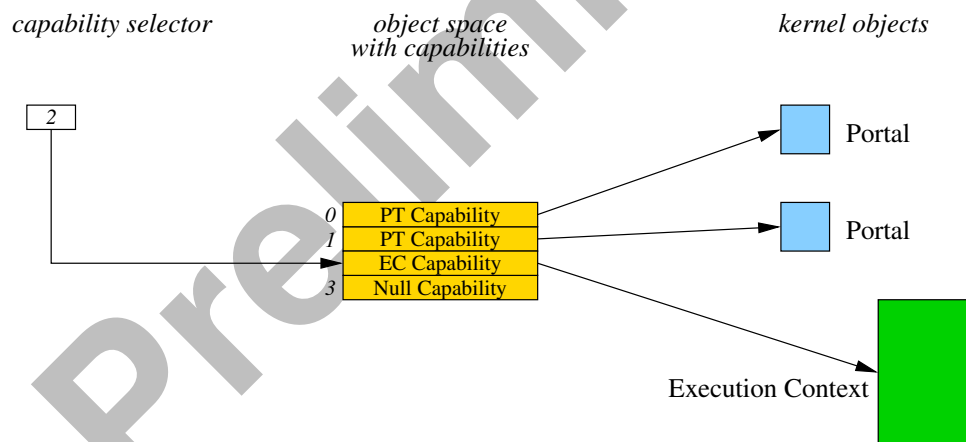 capability selector
object space
with capabilities
kernel objects
2
Portal
0 PT Capability
1 PT Capability
EC Capability
3 Null Capability
Portal
Execution Context
Prelim